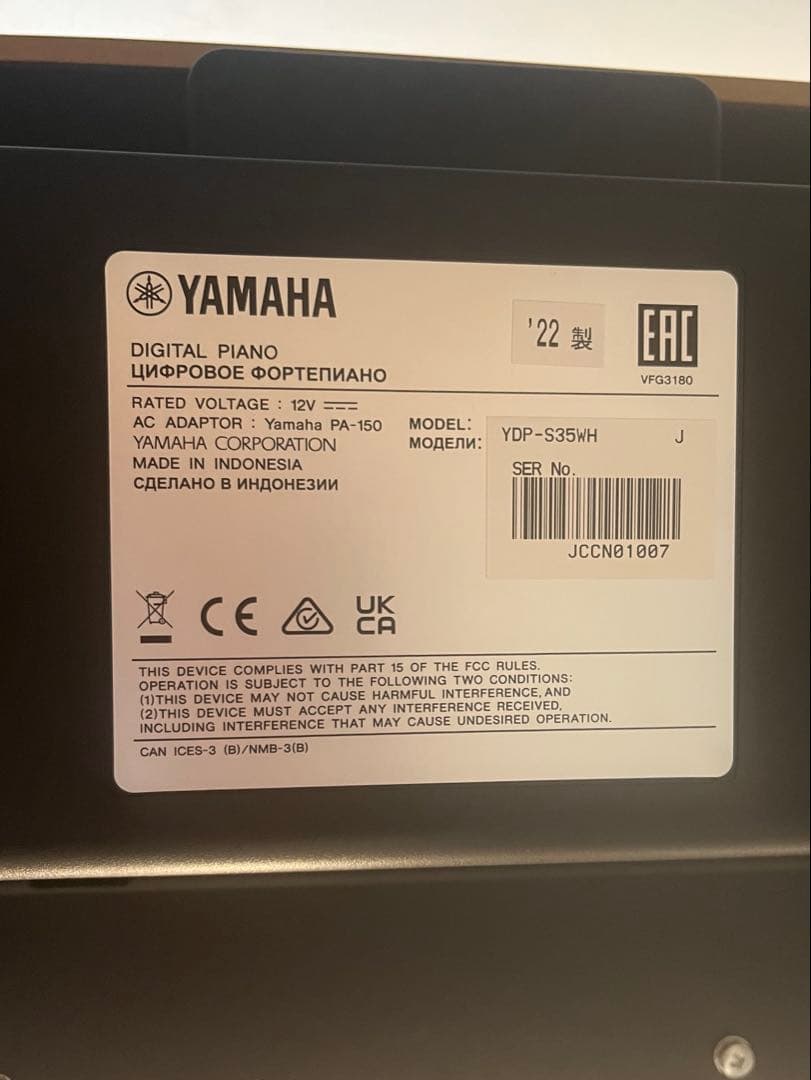 YAMAHA
'22 製
EAC
VFG3180
DIGITAL PIANO
ЦИФРОВОЕ ФОРТЕПИАНО
RATED VOLTAGE : 12V
AC ADAPTOR : Yamaha PA-150
YAMAHA CORPORATION
MADE IN INDONESIA
СДЕЛАНО В ИНДОНЕЗИИ
MODEL:
МОДЕЛИ:
YDP-S35WH J
SER No.
JCCN01007
CE
UK
CA
THIS DEVICE COMPLIES WITH PART 15 OF THE FCC RULES.
OPERATION IS SUBJECT TO THE FOLLOWING TWO CONDITIONS:
(1)THIS DEVICE MAY NOT CAUSE HARMFUL INTERFERENCE,AND
(2)THIS DEVICE MUST ACCEPT ANY INTERFERENCE RECEIVED,
INCLUDING INTERFERENCE THAT MAY CAUSE UNDESIRED OPERATION.
CAN ICES-3 (B)/NMB-3(B)